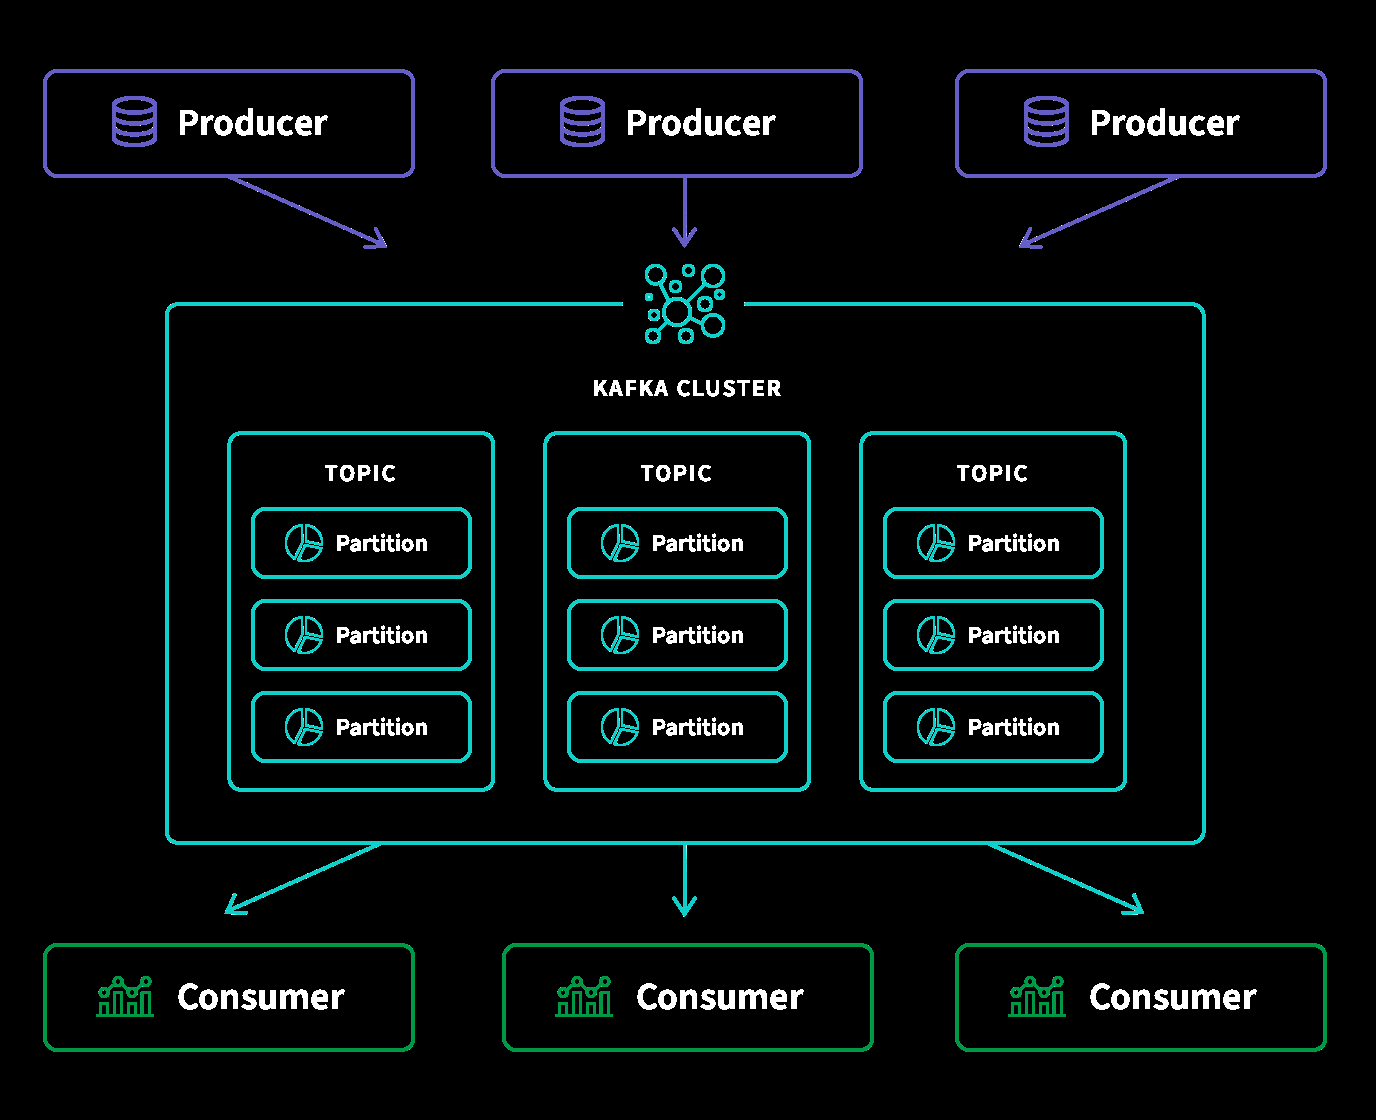 Producer
Producer
Producer
KAFKA CLUSTER
TOPIC
Partition
Partition
Partition
TOPIC
Partition
Partition
Partition
TOPIC
Partition
Partition
Partition
Consumer
Consumer
Consumer